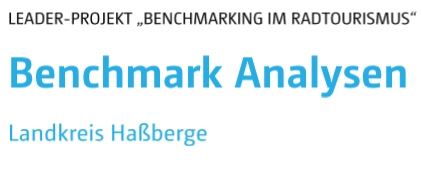 LEADER-PROJEKT „BENCHMARKING IM RADTOURISMUS“
Benchmark Analysen
Landkreis Haßberge